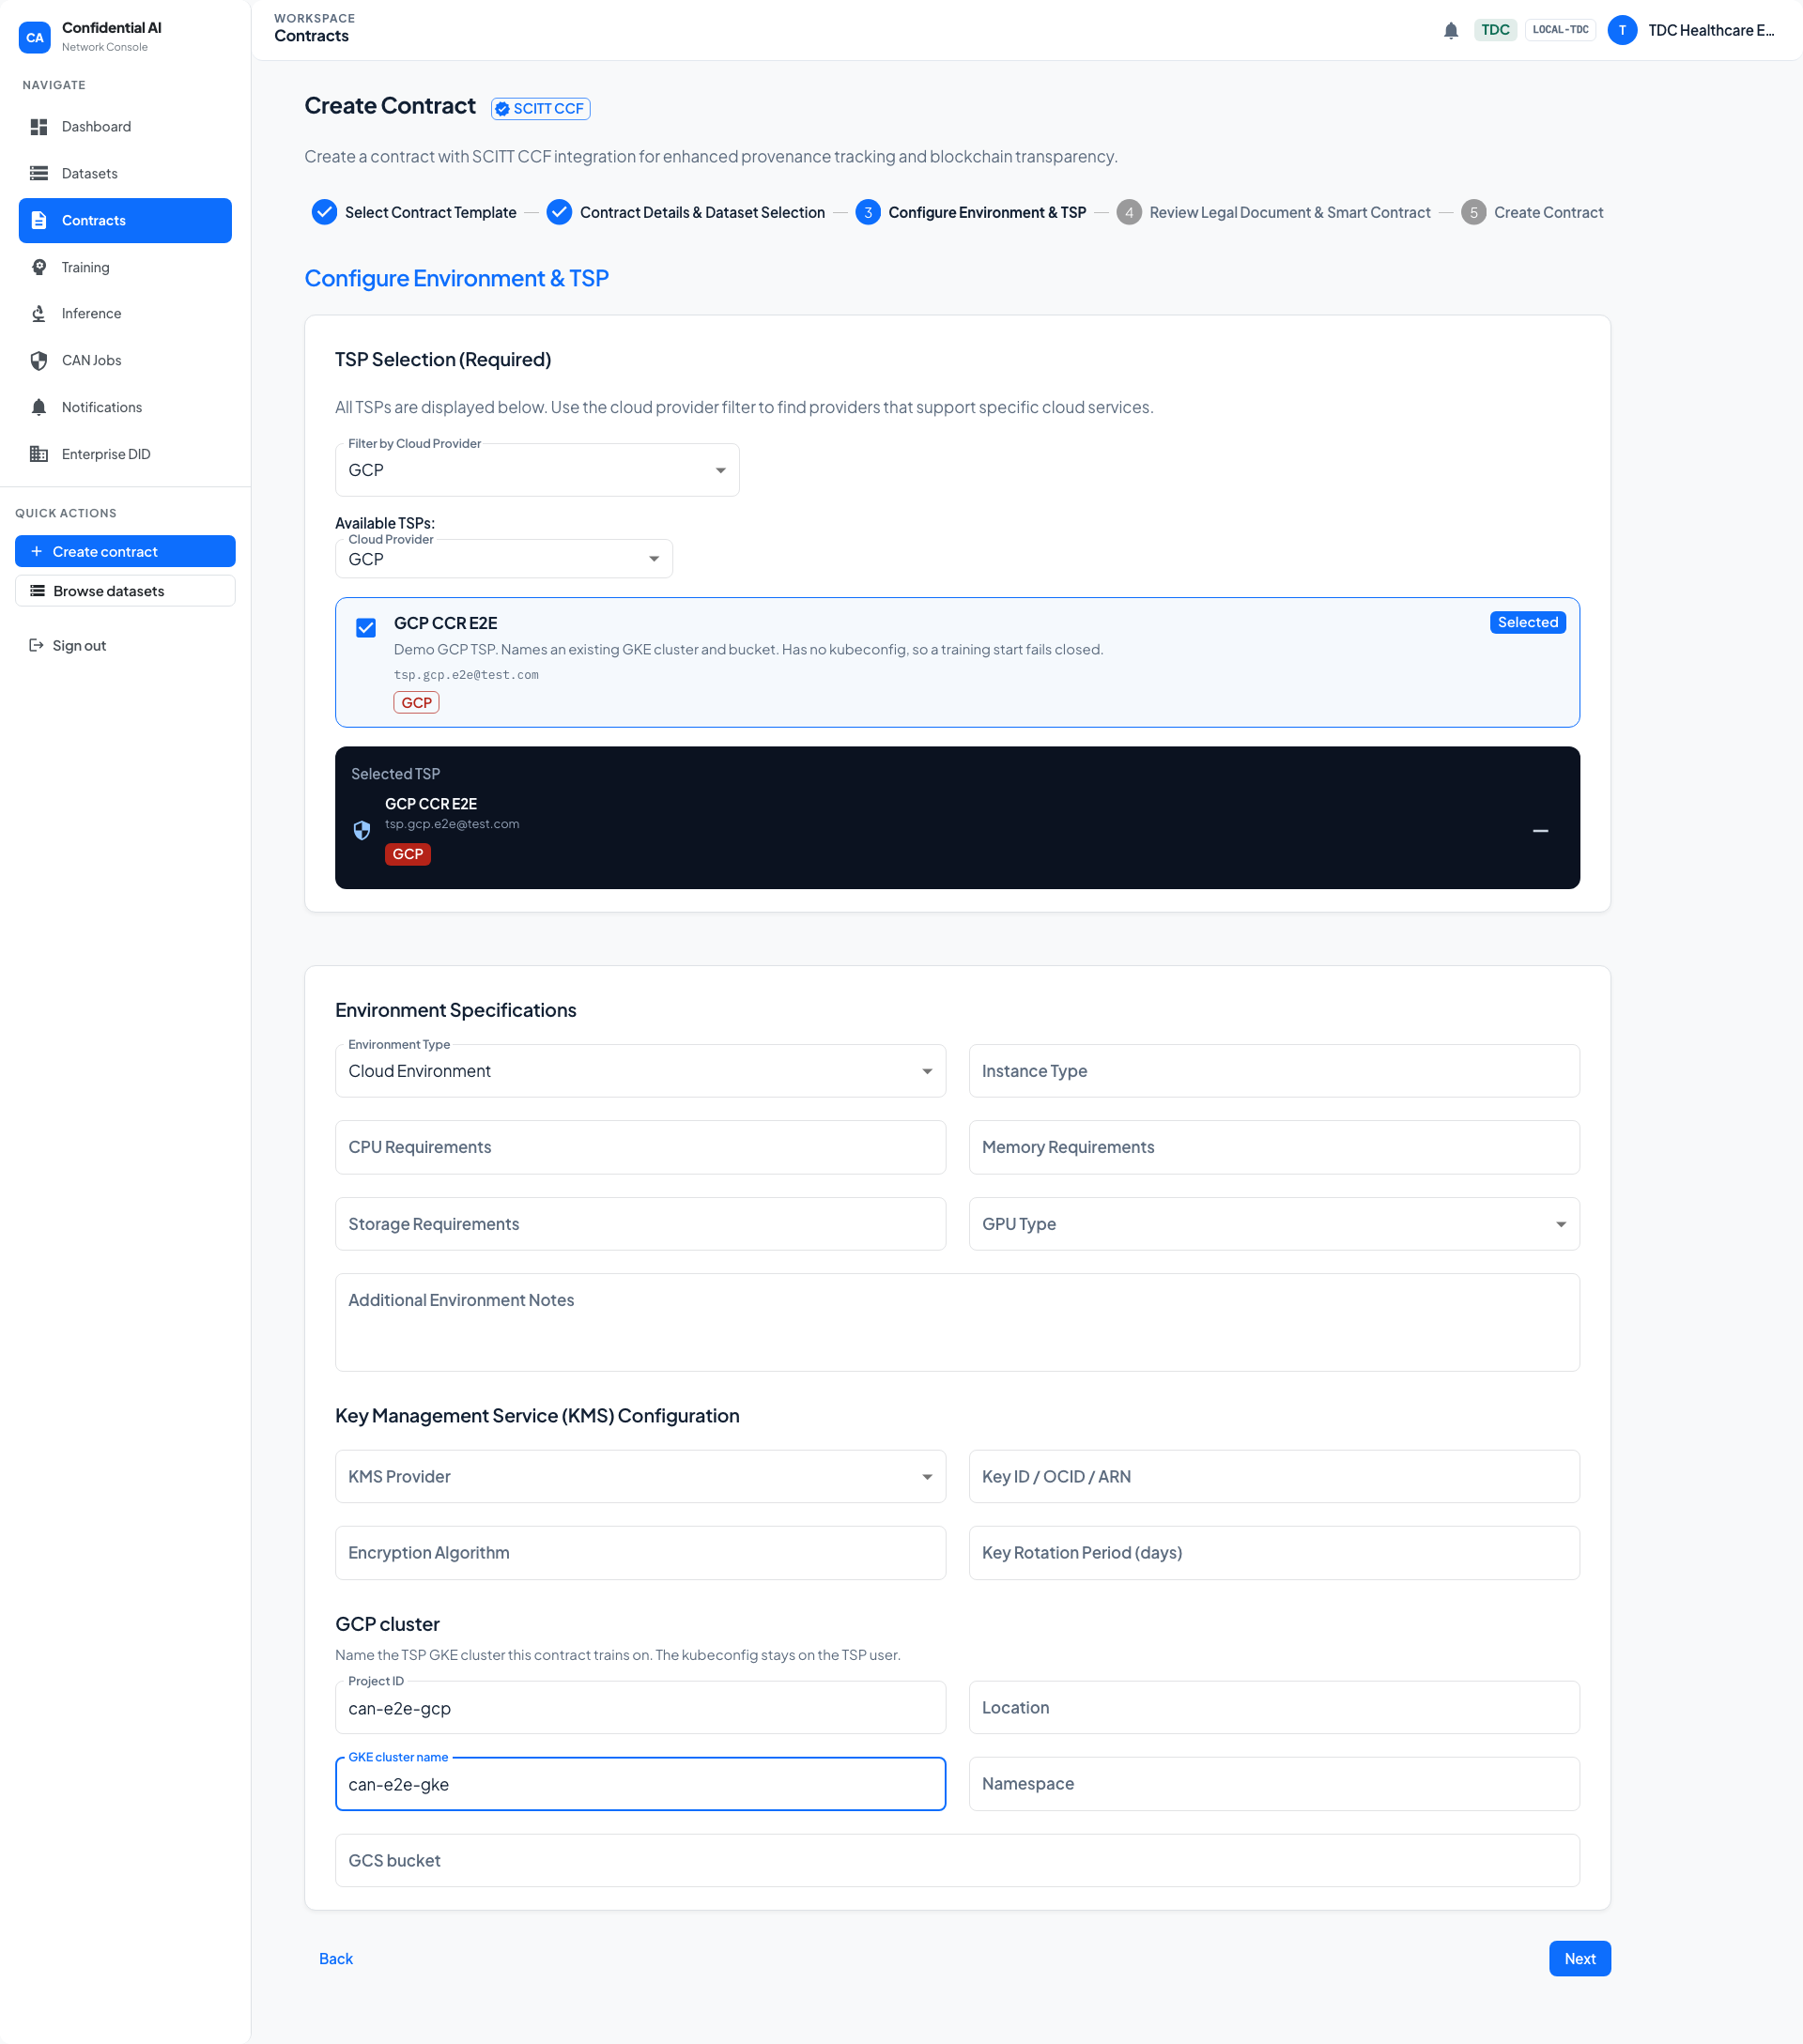 CA
Confidential AI
Network Console
NAVIGATE
Dashboard
Datasets
Contracts
Training
Inference
CAN Jobs
Notifications
Enterprise DID
QUICK ACTIONS
+ Create contract
Browse datasets
Sign out
WORKSPACE
Contracts
TDC
LOCAL-TDC
T
TDC Healthcare E...
Create Contract
SCITT CCF
Create a contract with SCITT CCF integration for enhanced provenance tracking and blockchain transparency.
Select Contract Template
Contract Details & Dataset Selection
3 Configure Environment & TSP
4 Review Legal Document & Smart Contract
5 Create Contract
Configure Environment & TSP
TSP Selection (Required)
All TSPs are displayed below. Use the cloud provider filter to find providers that support specific cloud services.
Filter by Cloud Provider
GCP
Available TSPs:
Cloud Provider
GCP
GCP CCR E2E
Selected
Demo GCP TSP. Names an existing GKE cluster and bucket. Has no kubeconfig, so a training start fails closed.
tsp.gcp.e2e@test.com
GCP
Selected TSP
GCP CCR E2E
tsp.gcp.e2e@test.com
GCP
Environment Specifications
Environment Type
Cloud Environment
Instance Type
CPU Requirements
Memory Requirements
Storage Requirements
GPU Type
Additional Environment Notes
Key Management Service (KMS) Configuration
KMS Provider
Key ID / OCID / ARN
Encryption Algorithm
Key Rotation Period (days)
GCP cluster
Name the TSP GKE cluster this contract trains on. The kubeconfig stays on the TSP user.
Project ID
can-e2e-gcp
Location
GKE cluster name
can-e2e-gke
Namespace
GCS bucket
Back
Next